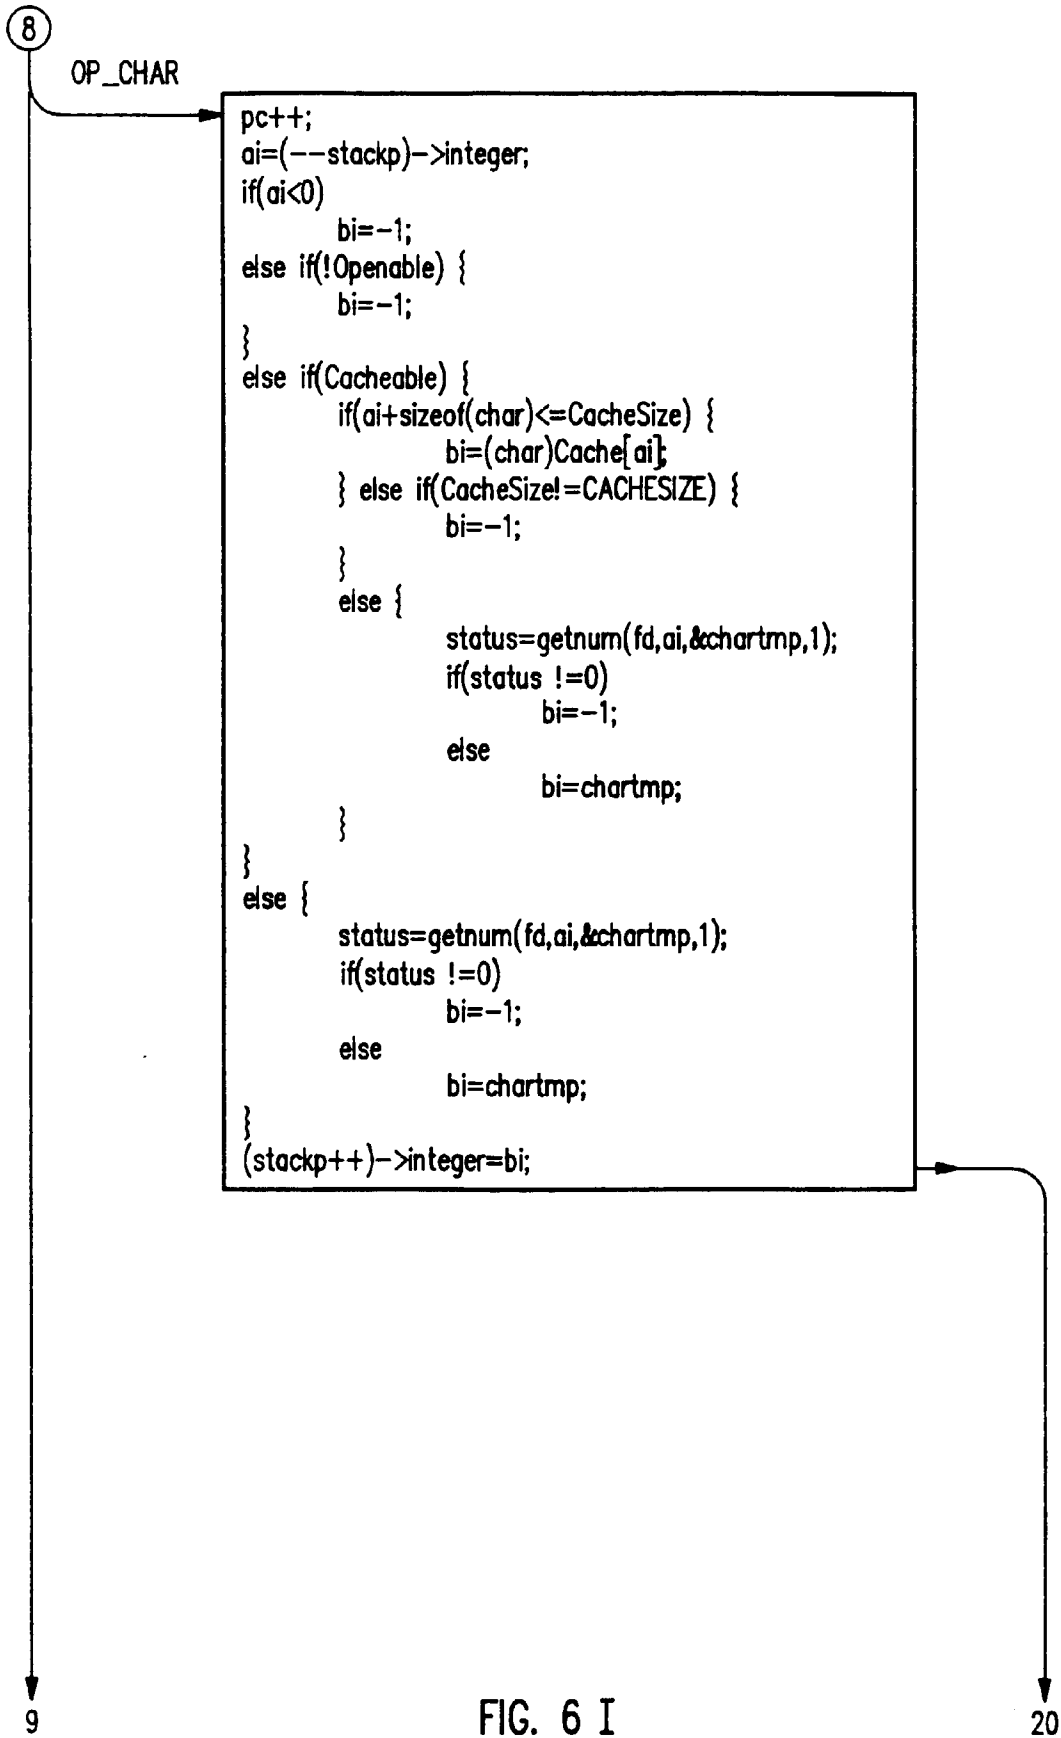 8
OP_CHAR
pc++;
ai=(--stackp)->integer;
if(ai<0)
bi=-1;
else if(!Openable) {
bi=-1;
}
else if(Cacheable) {
if(ai+sizeof(char)<=CacheSize) {
bi=(char)Cache[ai];
} else if(CacheSize!=CACHESIZE) {
bi=-1;
}
else {
status=getnum(fd,ai,&chartmp,1);
if(status !=0)
bi=-1;
else
bi=chartmp;
}
}
else {
status=getnum(fd,ai,&chartmp,1);
if(status !=0)
bi=-1;
else
bi=chartmp;
}
(stackp++)->integer=bi;
9
FIG. 6 I
20